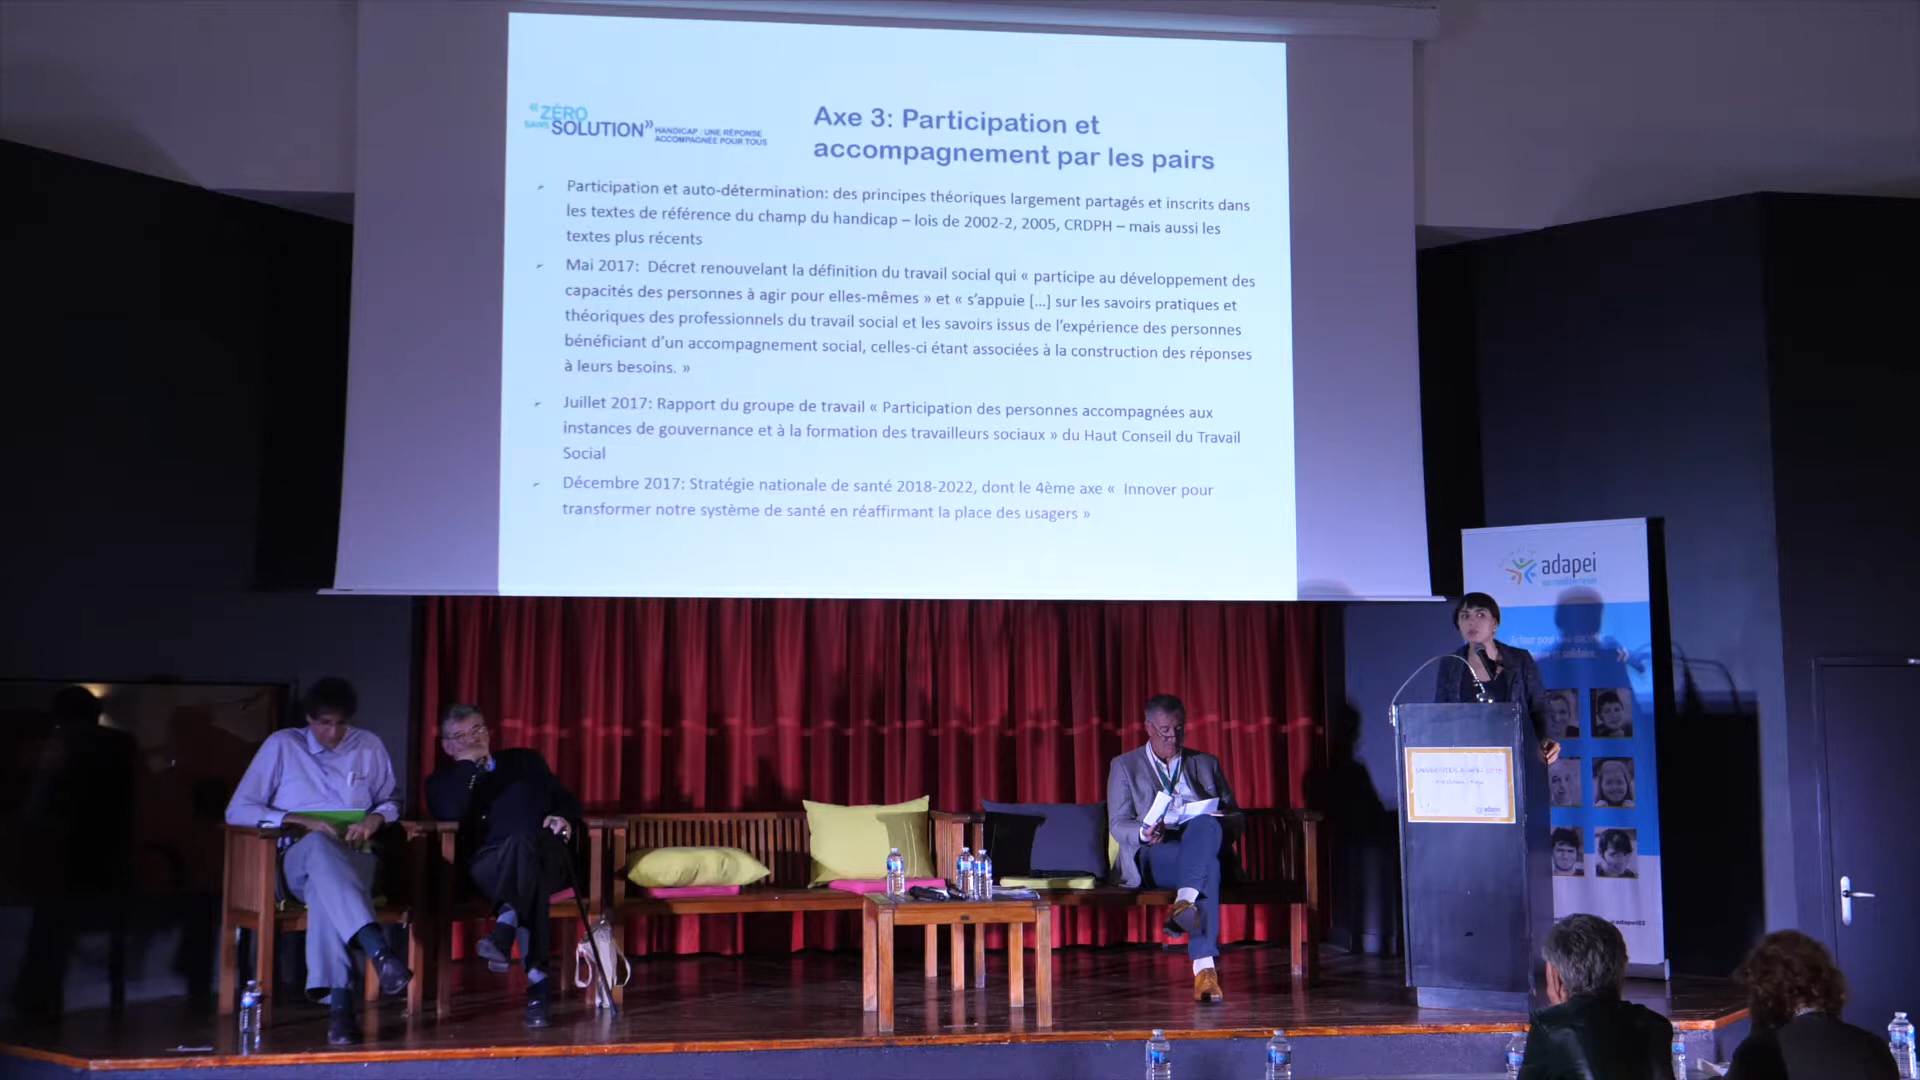 « ZÉRO
SANS SOLUTION » HANDICAP : UNE RÉPONSE
ACCOMPAGNÉE POUR TOUS
Axe 3: Participation et
accompagnement par les pairs
Participation et auto-détermination: des principes théoriques largement partagés et inscrits dans
les textes de référence du champ du handicap – lois de 2002-2, 2005, CRDPH – mais aussi les
textes plus récents
Mai 2017: Décret renouvelant la définition du travail social qui « participe au développement des
capacités des personnes à agir pour elles-mêmes » et « s'appuie [...] sur les savoirs pratiques et
théoriques des professionnels du travail social et les savoirs issus de l'expérience des personnes
bénéficiant d'un accompagnement social, celles-ci étant associées à la construction des réponses
à leurs besoins. »
Juillet 2017: Rapport du groupe de travail « Participation des personnes accompagnées aux
instances de gouvernance et à la formation des travailleurs sociaux » du Haut Conseil du Travail
Social
Décembre 2017: Stratégie nationale de santé 2018-2022, dont le 4ème axe « Innover pour
transformer notre système de santé en réaffirmant la place des usagers »
adapei
solidaire
adapei